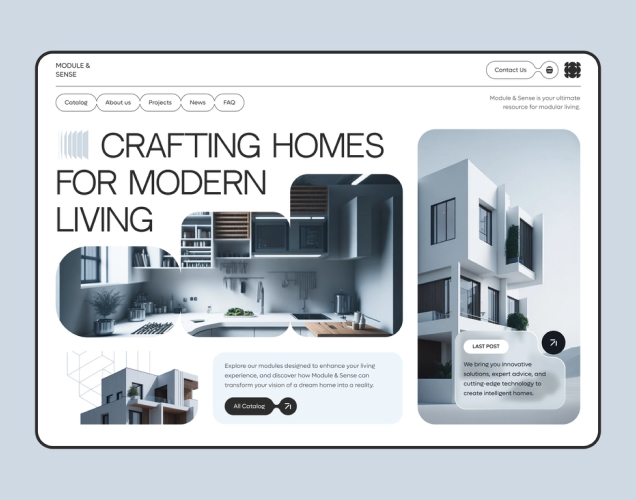 MODULE &
SENSE
Contact Us
Catalog
About us
Projects
News
FAQ
Module & Sense is your ultimate
resource for modular living.
CRAFTING HOMES
FOR MODERN
LIVING
Explore our modules designed to enhance your living
experience, and discover how Module & Sense can
transform your vision of a dream home into a reality.
All Catalog
LAST POST
We bring you innovative
solutions, expert advice, and
cutting-edge technology to
create intelligent homes.